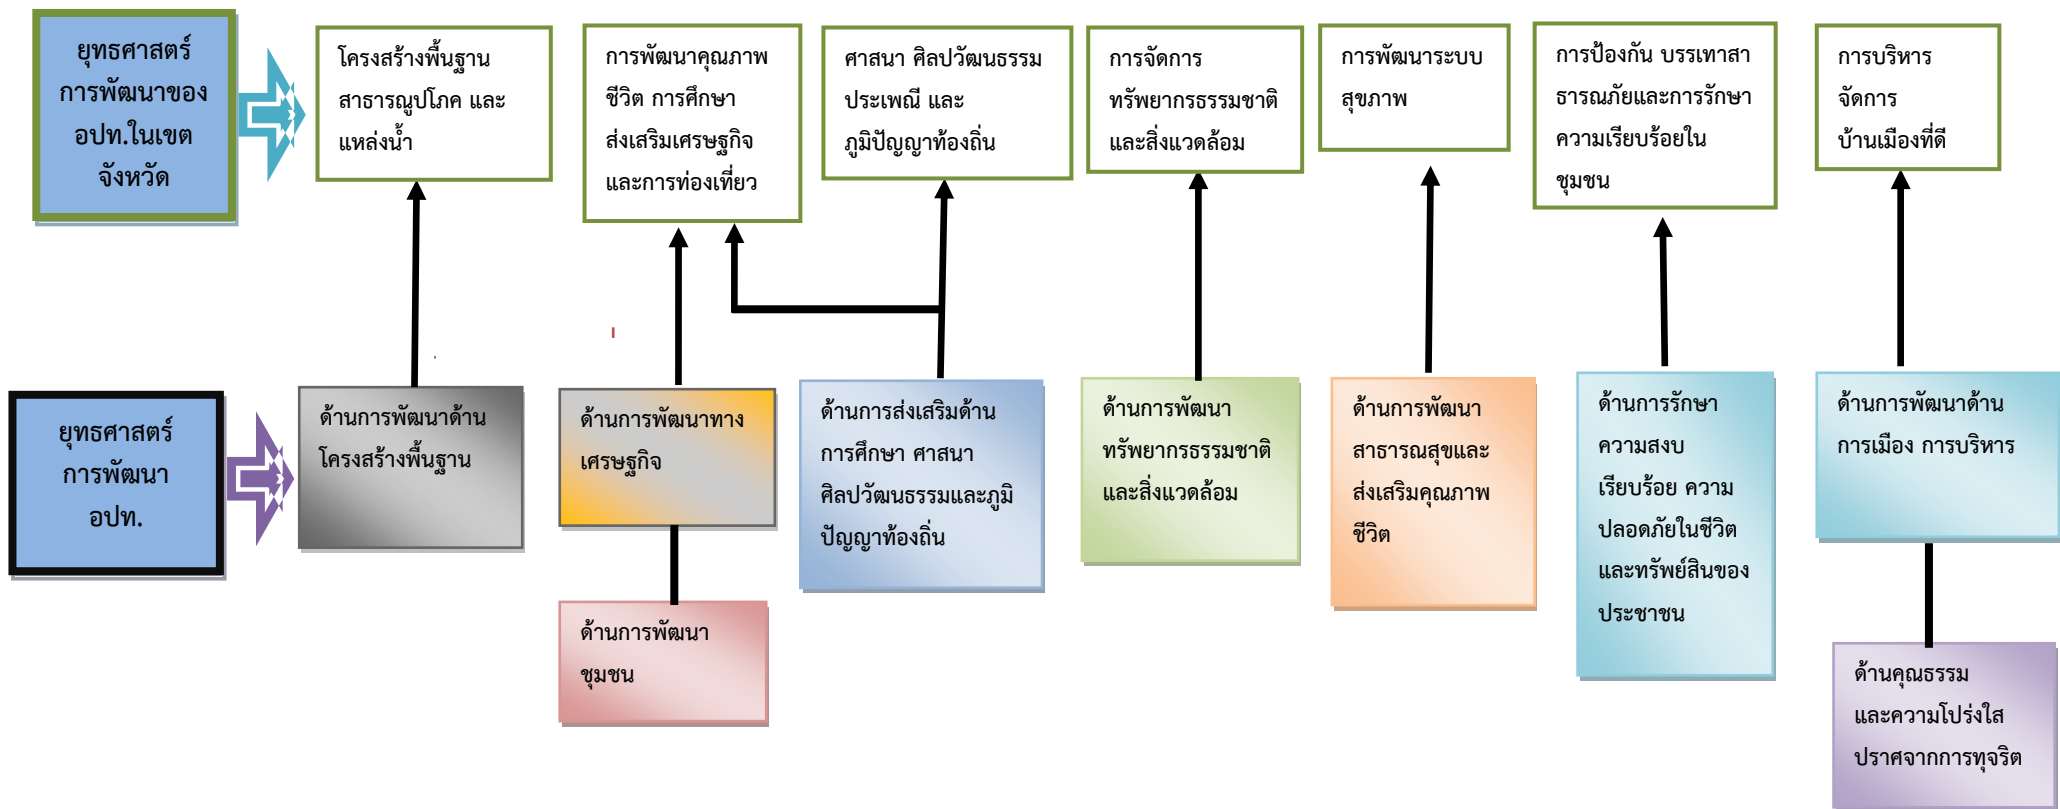 ยุทธศาสตร์
การพัฒนาของ
อปท.ในเขต
จังหวัด
โครงสร้างพื้นฐาน
สาธารณูปโภค และ
แหล่งน้ำ
การพัฒนาคุณภาพ
ชีวิต การศึกษา
ส่งเสริมเศรษฐกิจ
และการท่องเที่ยว
ศาสนา ศิลปวัฒนธรรม
ประเพณี และ
ภูมิปัญญาท้องถิ่น
การจัดการ
ทรัพยากรธรรมชาติ
และสิ่งแวดล้อม
การพัฒนาระบบ
สุขภาพ
การป้องกัน บรรเทาสา
ธารณภัยและการรักษา
ความเรียบร้อยใน
ชุมชน
การบริหาร
จัดการ
บ้านเมืองที่ดี
ยุทธศาสตร์
การพัฒนา
อปท.
ด้านการพัฒนาด้าน
โครงสร้างพื้นฐาน
ด้านการพัฒนาทาง
เศรษฐกิจ
ด้านการส่งเสริมด้าน
การศึกษา ศาสนา
ศิลปวัฒนธรรมและภูมิ
ปัญญาท้องถิ่น
ด้านการพัฒนา
ทรัพยากรธรรมชาติ
และสิ่งแวดล้อม
ด้านการพัฒนา
สาธารณสุขและ
ส่งเสริมคุณภาพ
ชีวิต
ด้านการรักษา
ความสงบ
เรียบร้อย ความ
ปลอดภัยในชีวิต
และทรัพย์สินของ
ประชาชน
ด้านการพัฒนาด้าน
การเมือง การบริหาร
ด้านการพัฒนา
ชุมชน
ด้านคุณธรรม
และความโปร่งใส
ปราศจากการทุจริต